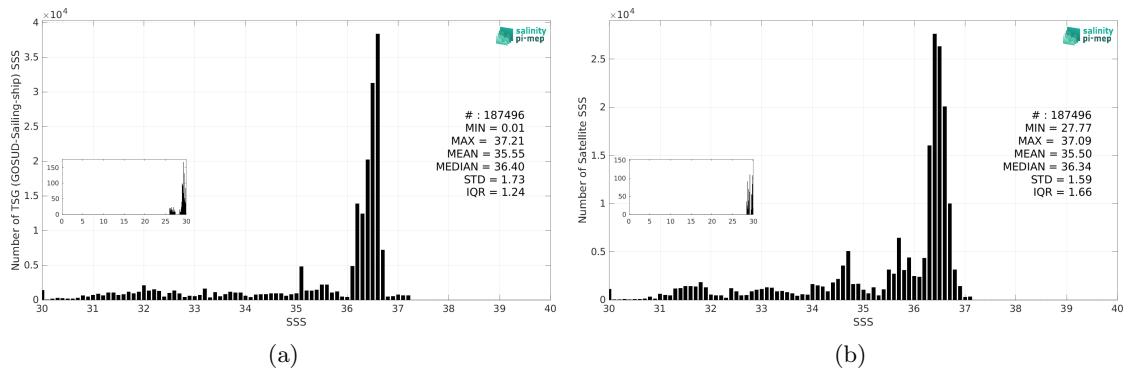 ×10^4
salinity
pi-mep
Number of TSG (GOSUD-Sailing-ship) SSS
4
3.5
3
2.5
2
1.5
1
0.5
0
# : 187496
MIN = 0.01
MAX = 37.21
MEAN = 35.55
MEDIAN = 36.40
STD = 1.73
IQR = 1.24
150
100
50
0
0 5 10 15 20 25 30
30 31 32 33 34 35 36 37 38 39 40
SSS
(a)
×10^4
salinity
pi-mep
Number of Satellite SSS
2.5
2
1.5
1
0.5
0
# : 187496
MIN = 27.77
MAX = 37.09
MEAN = 35.50
MEDIAN = 36.34
STD = 1.59
IQR = 1.66
150
100
50
0
0 5 10 15 20 25 30
30 31 32 33 34 35 36 37 38 39 40
SSS
(b)